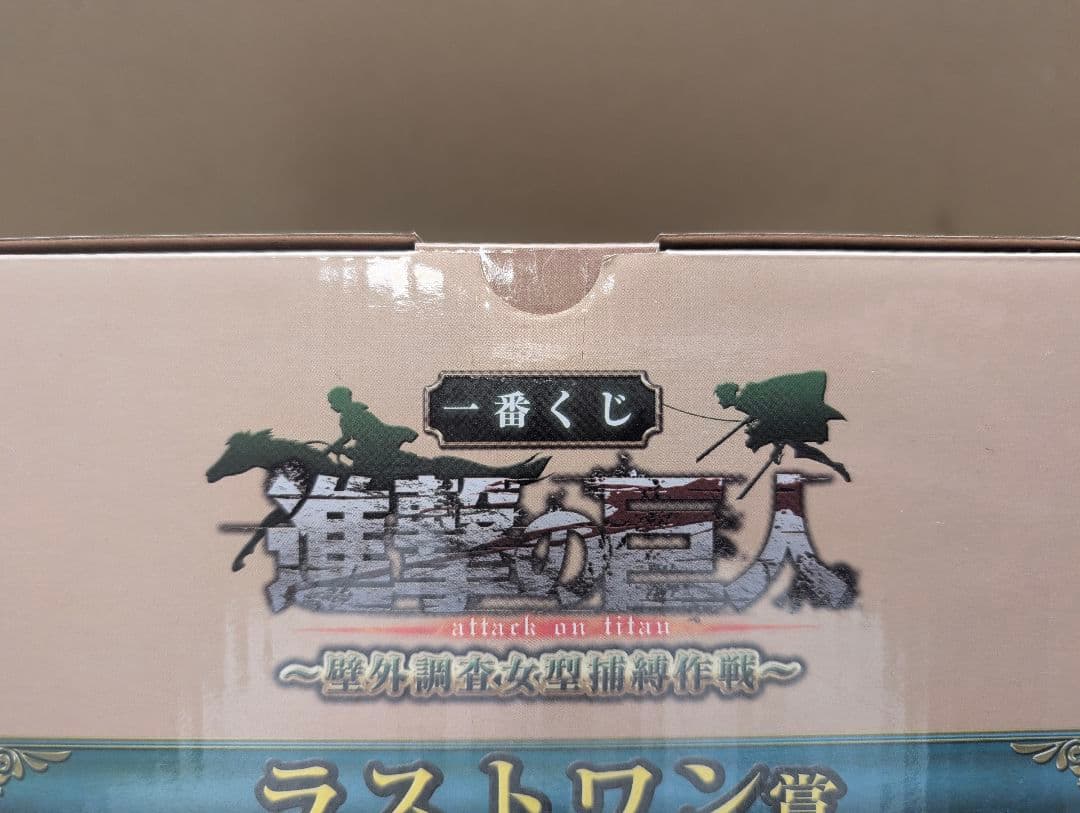 一番くじ
進撃の巨人
attack on titan
～壁外調査女型捕縛作戦～
ラストワン賞